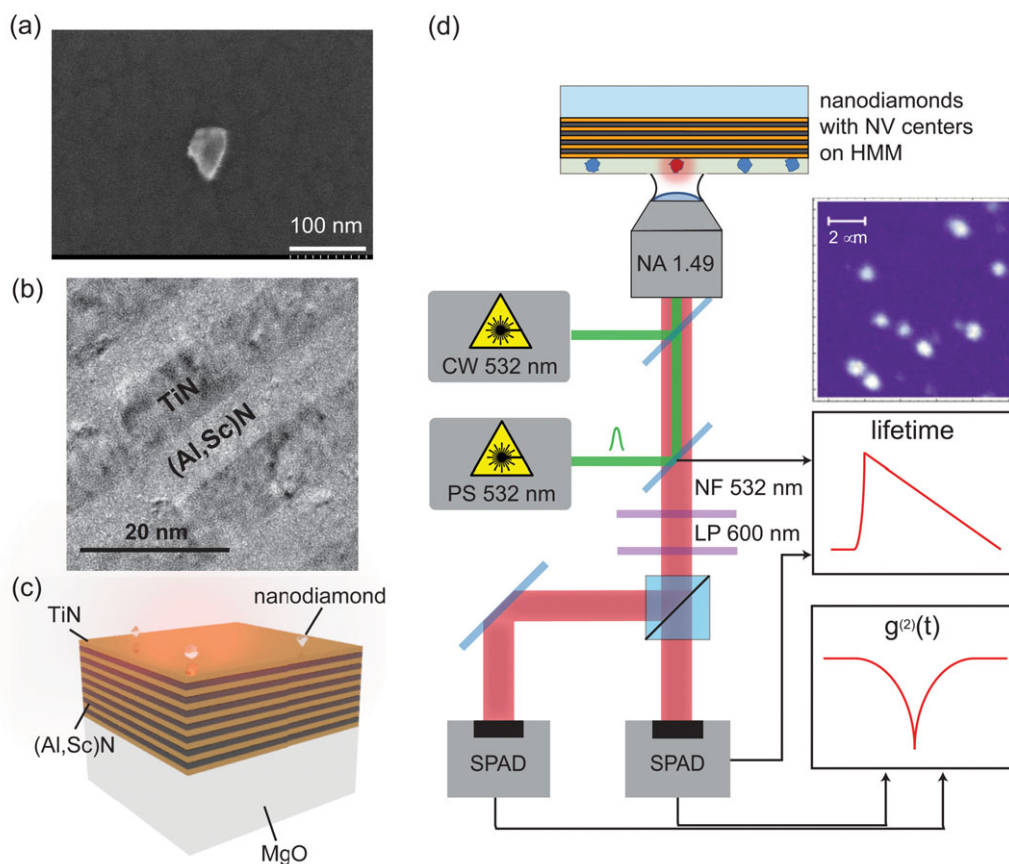 (a)
100 nm
(b)
TiN
(Al,Sc)N
20 nm
(c)
TiN
nanodiamond
(Al,Sc)N
MgO
(d)
nanodiamonds
with NV centers
on HMM
NA 1.49
2 ∝m
CW 532 nm
PS 532 nm
lifetime
NF 532 nm
LP 600 nm
g⁽²⁾(t)
SPAD
SPAD